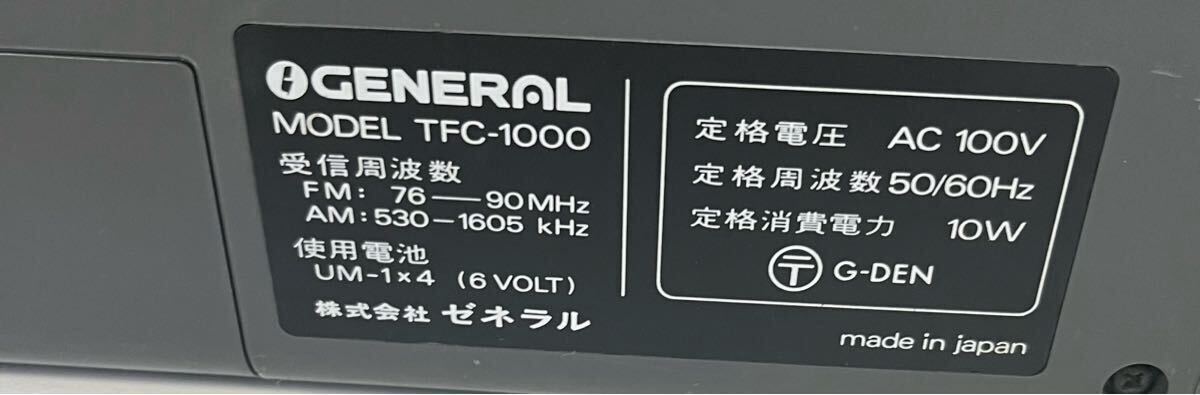 GENERAL
MODEL TFC-1000
受信周波数
FM: 76—90MHz
AM: 530-1605 kHz
使用電池
UM-1×4 (6 VOLT)
株式会社 ゼネラル
定格電圧 AC 100V
定格周波数 50/60Hz
定格消費電力 10W
〒 G-DEN
made in japan